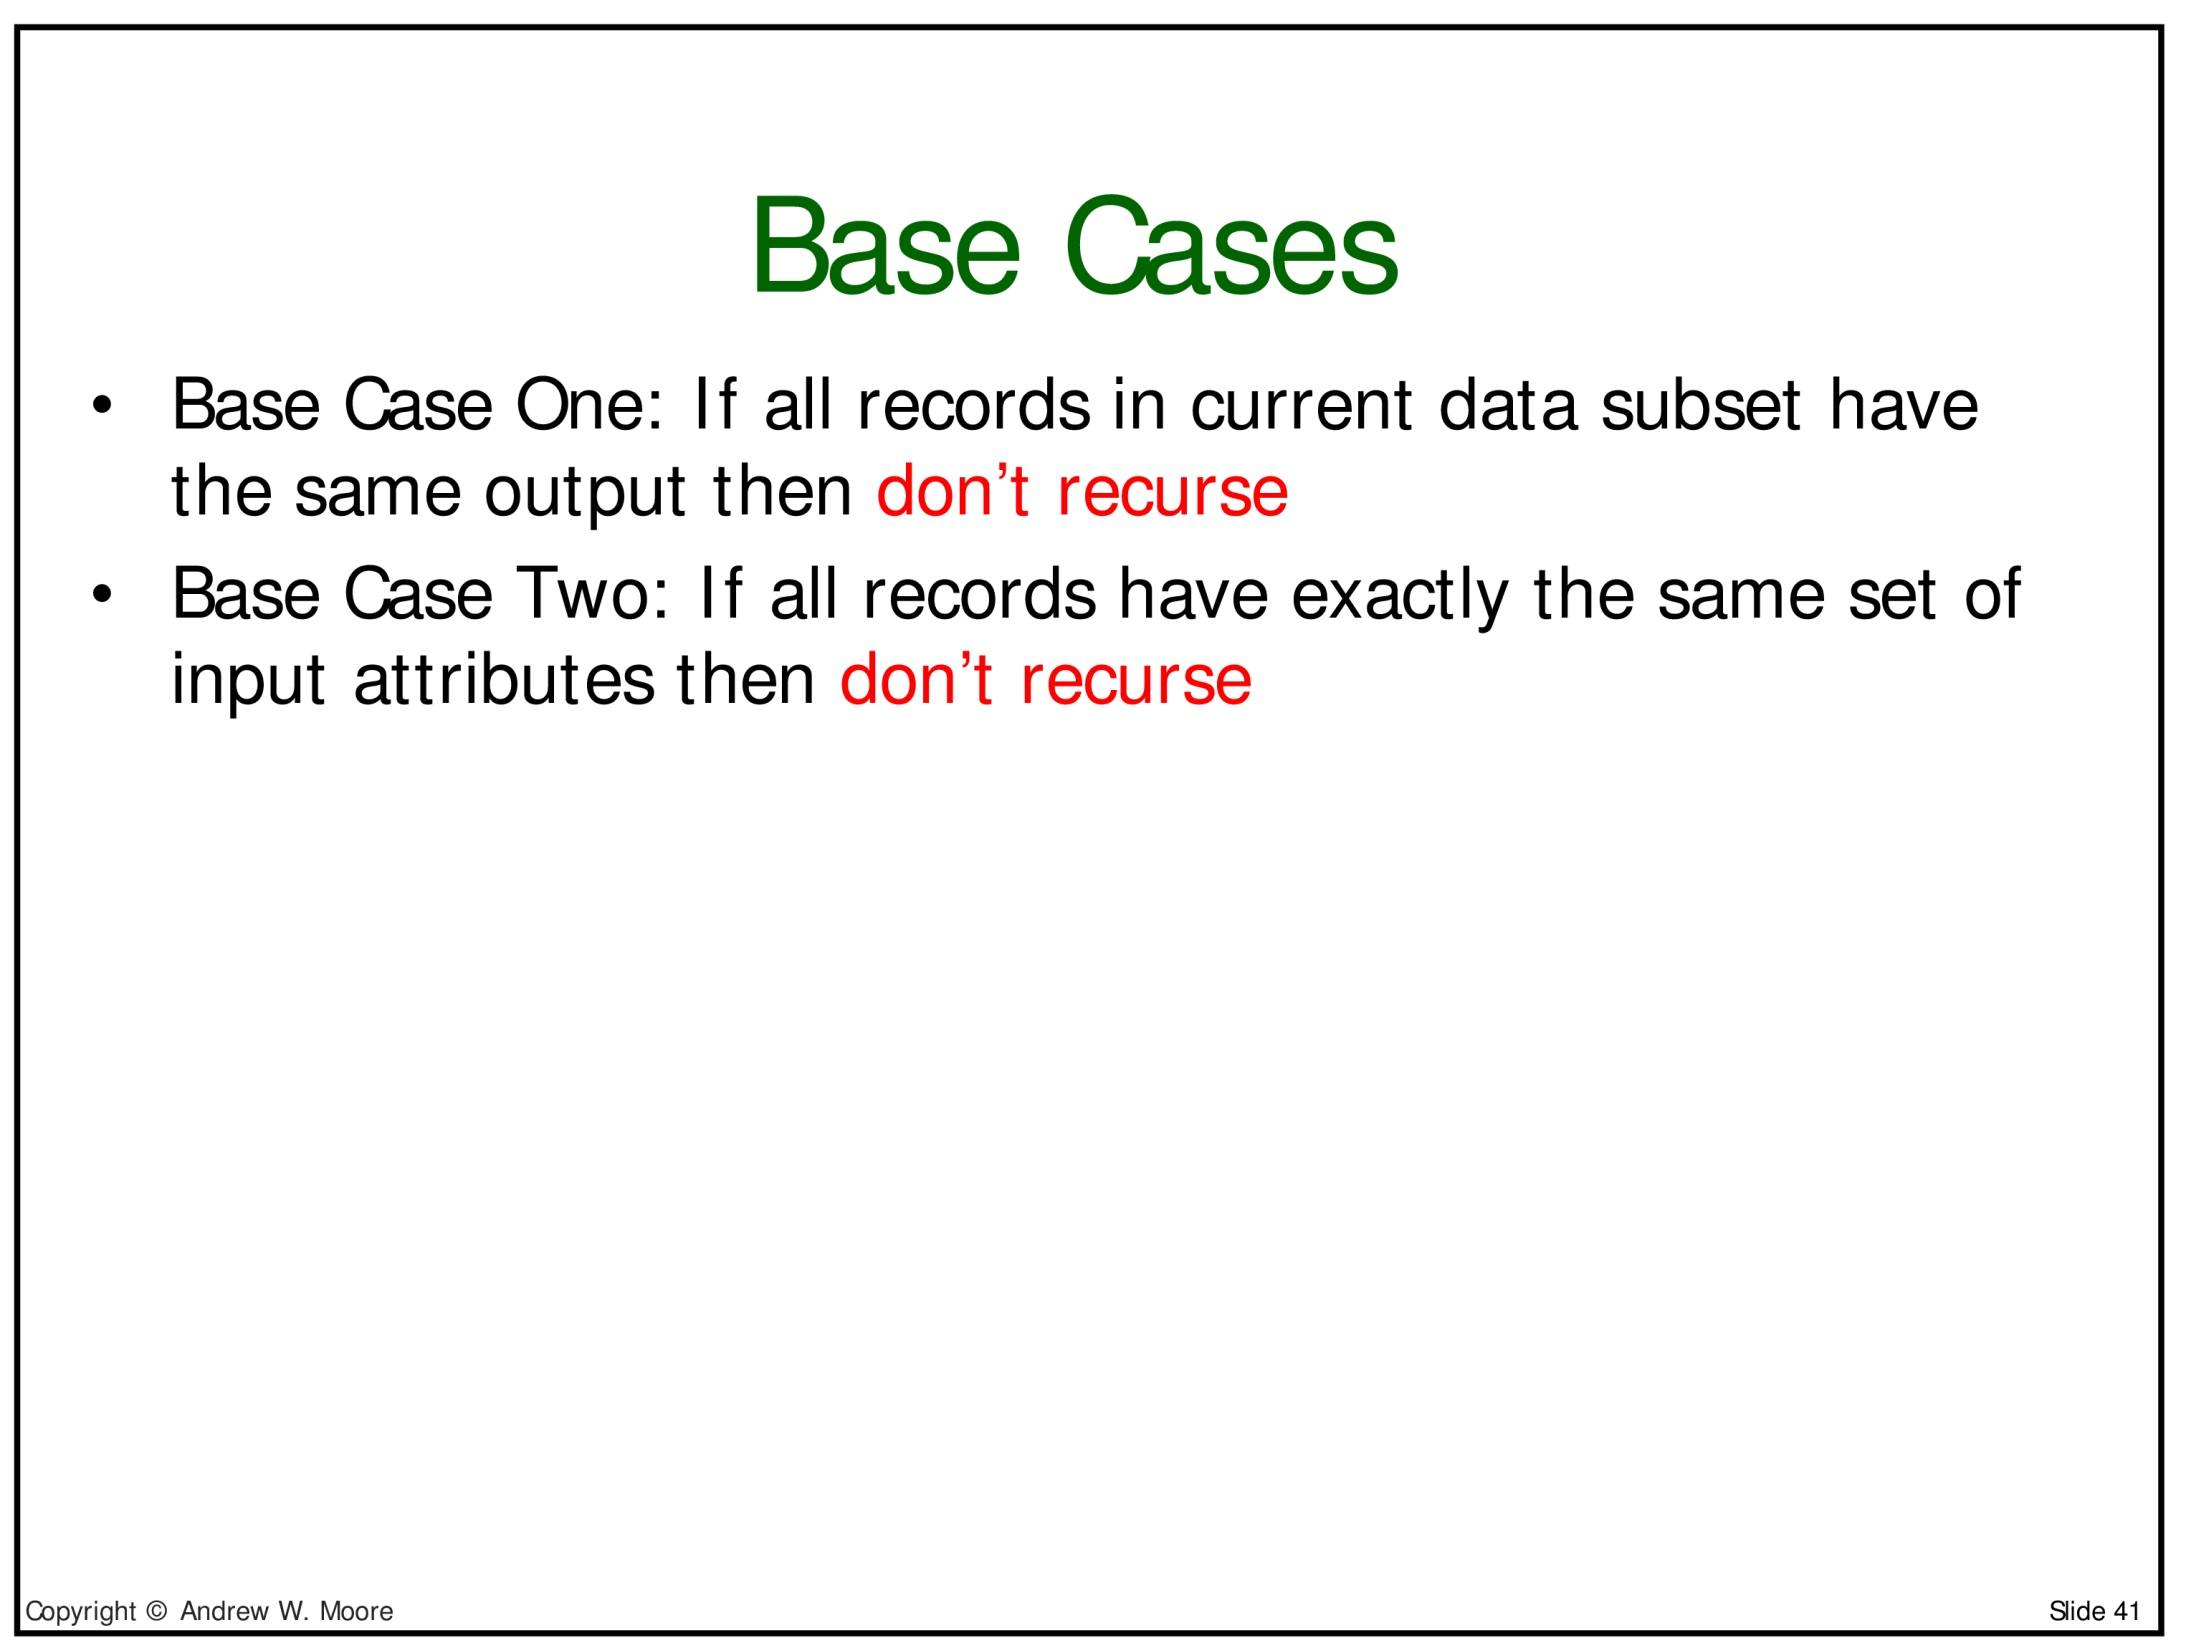 Base Cases
• Base Case One: If all records in current data subset have
the same output then don't recurse
• Base Case Two: If all records have exactly the same set of
input attributes then don't recurse
Copyright © Andrew W. Moore
Slide 41